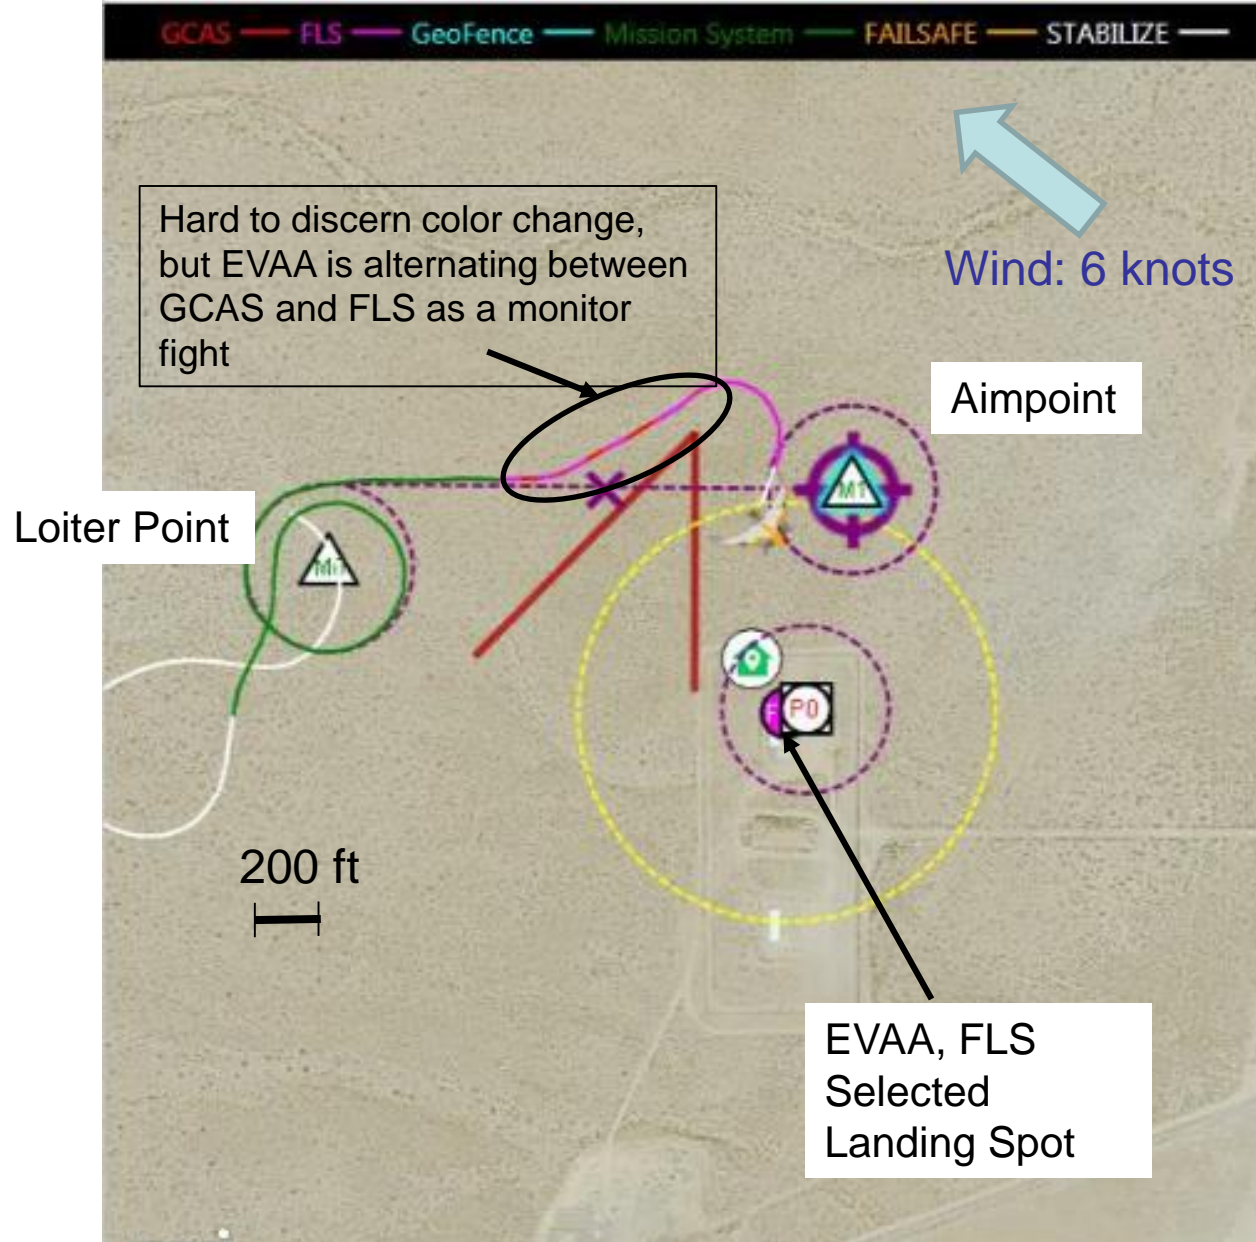 GCAS FLS GeoFence Mission System FAILSAFE STABILIZE
Hard to discern color change,
but EVAA is alternating between
GCAS and FLS as a monitor
fight
Wind: 6 knots
Aimpoint
M1
Loiter Point
P0
F
200 ft
EVAA, FLS
Selected
Landing Spot